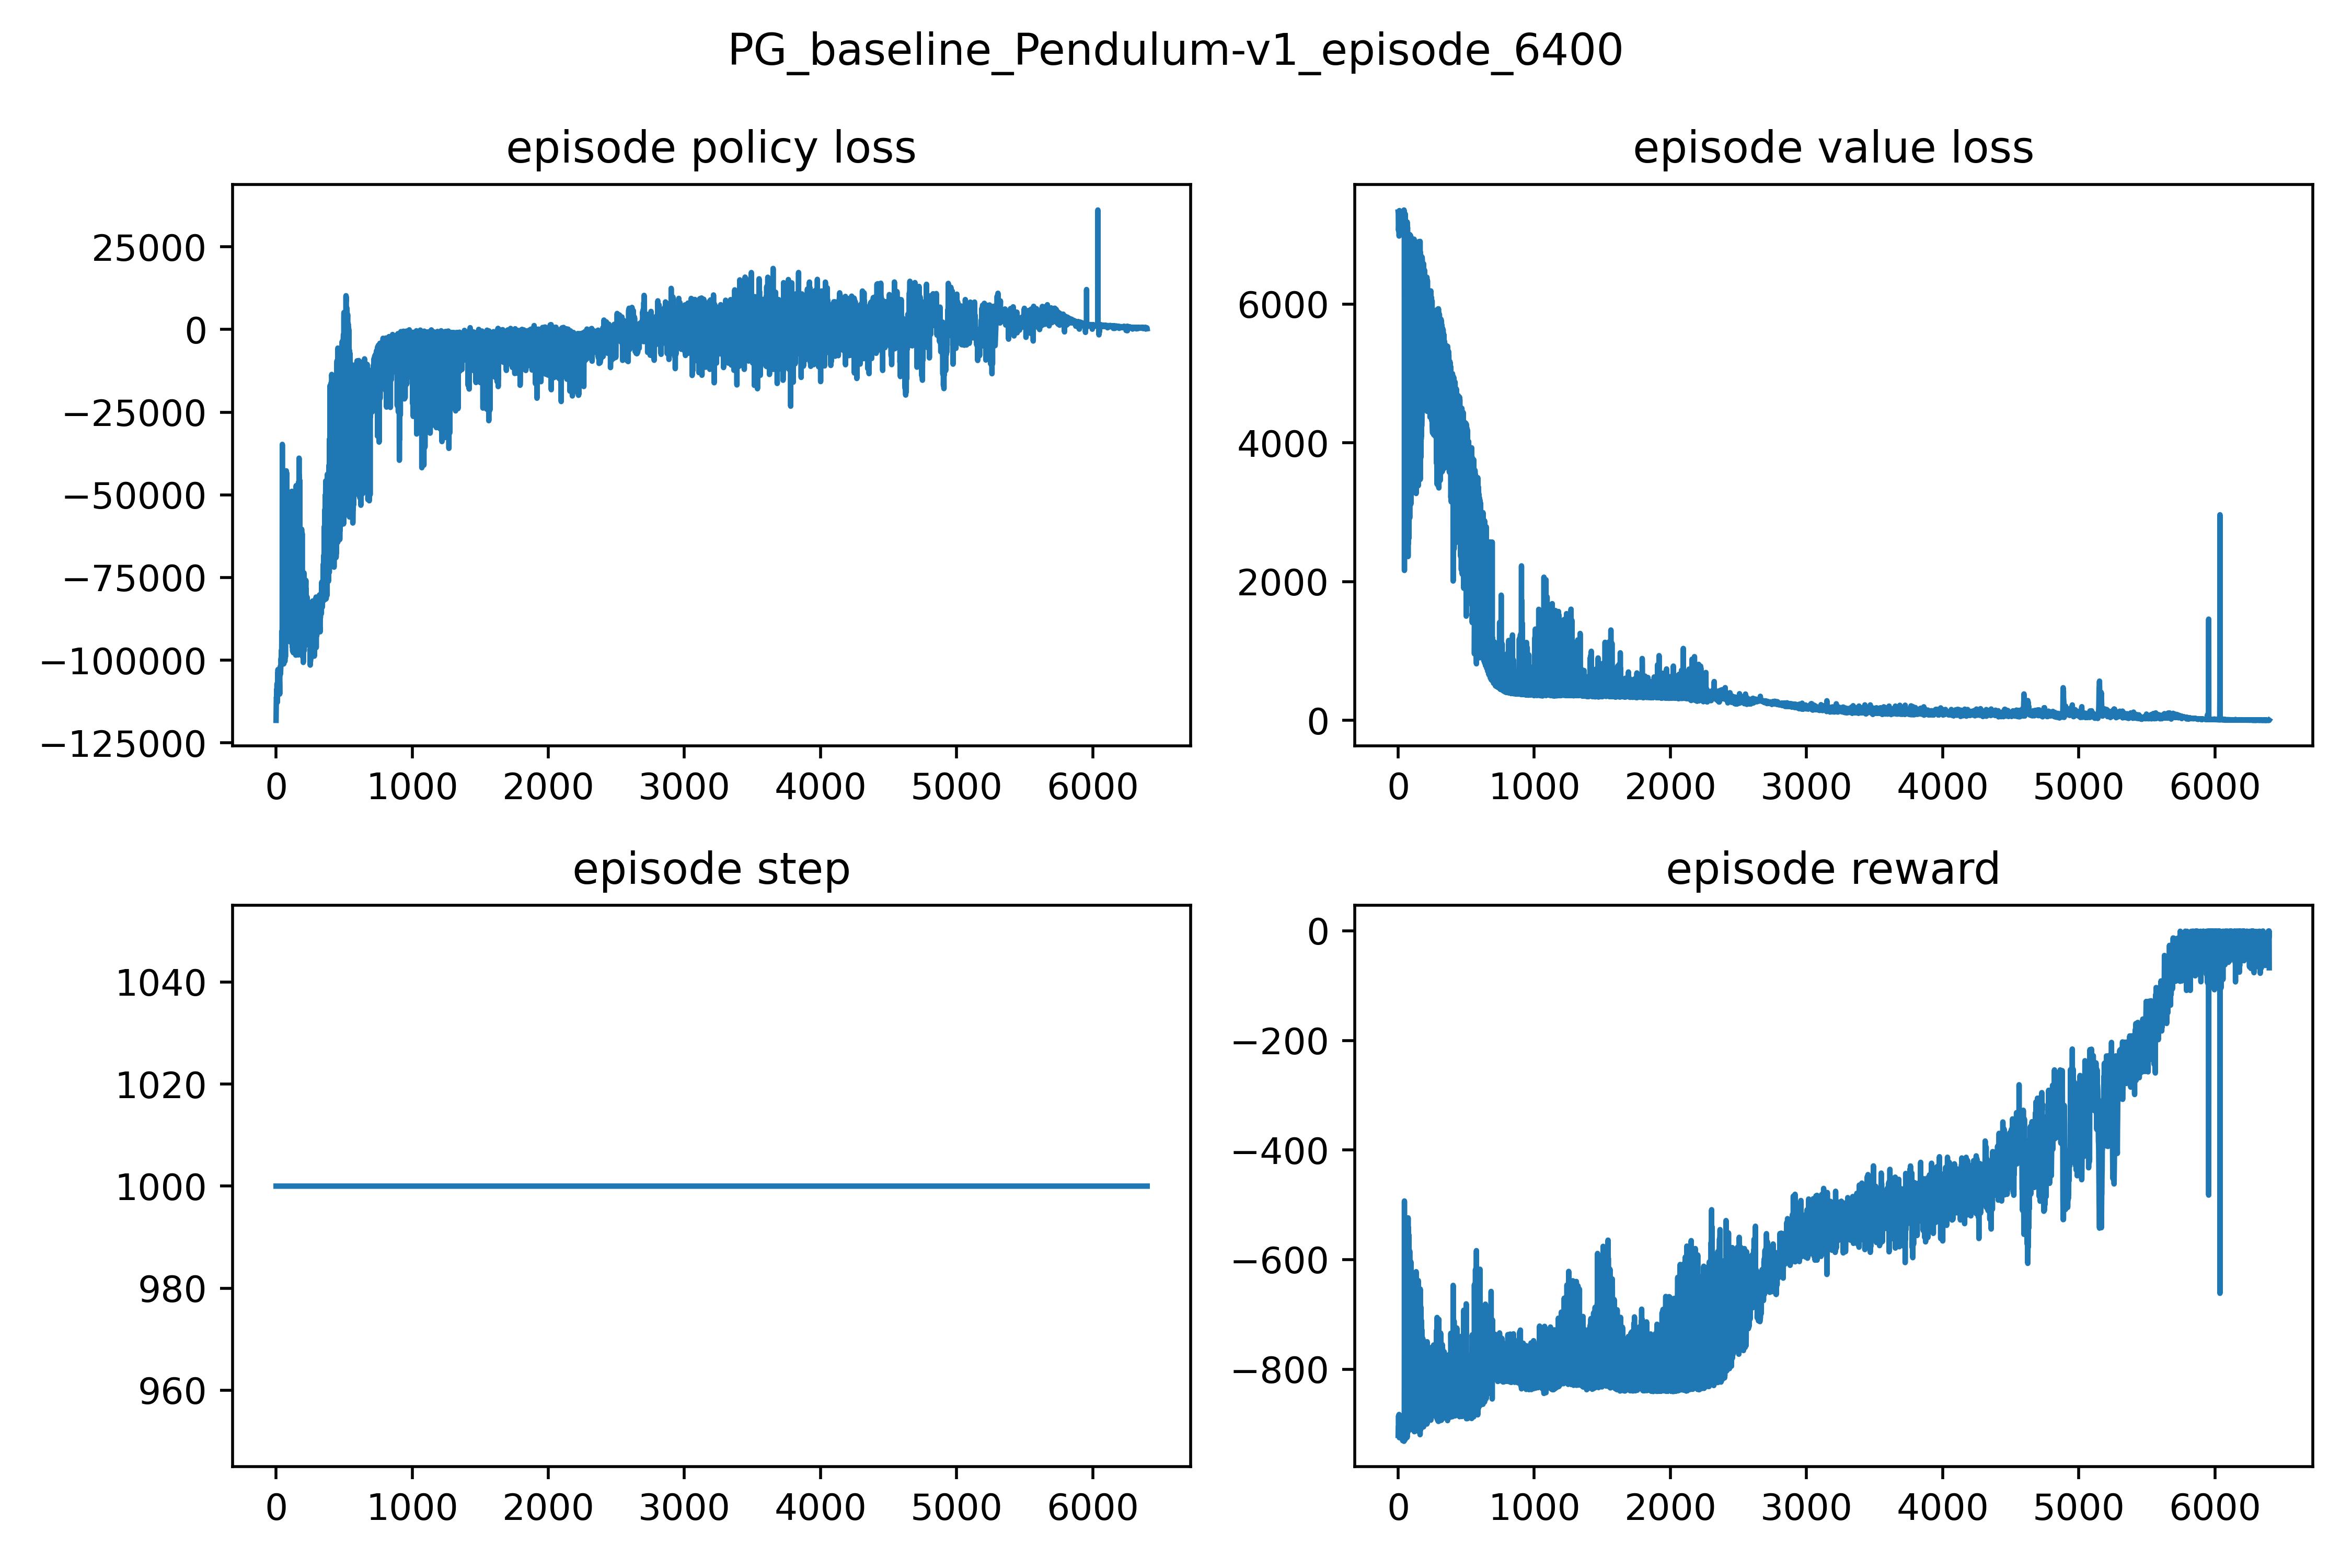 PG_baseline_Pendulum-v1_episode_6400
episode policy loss
25000
0
−25000
−50000
−75000
−100000
−125000
0 1000 2000 3000 4000 5000 6000
episode value loss
6000
4000
2000
0
0 1000 2000 3000 4000 5000 6000
episode step
1040
1020
1000
980
960
0 1000 2000 3000 4000 5000 6000
episode reward
0
−200
−400
−600
−800
0 1000 2000 3000 4000 5000 6000